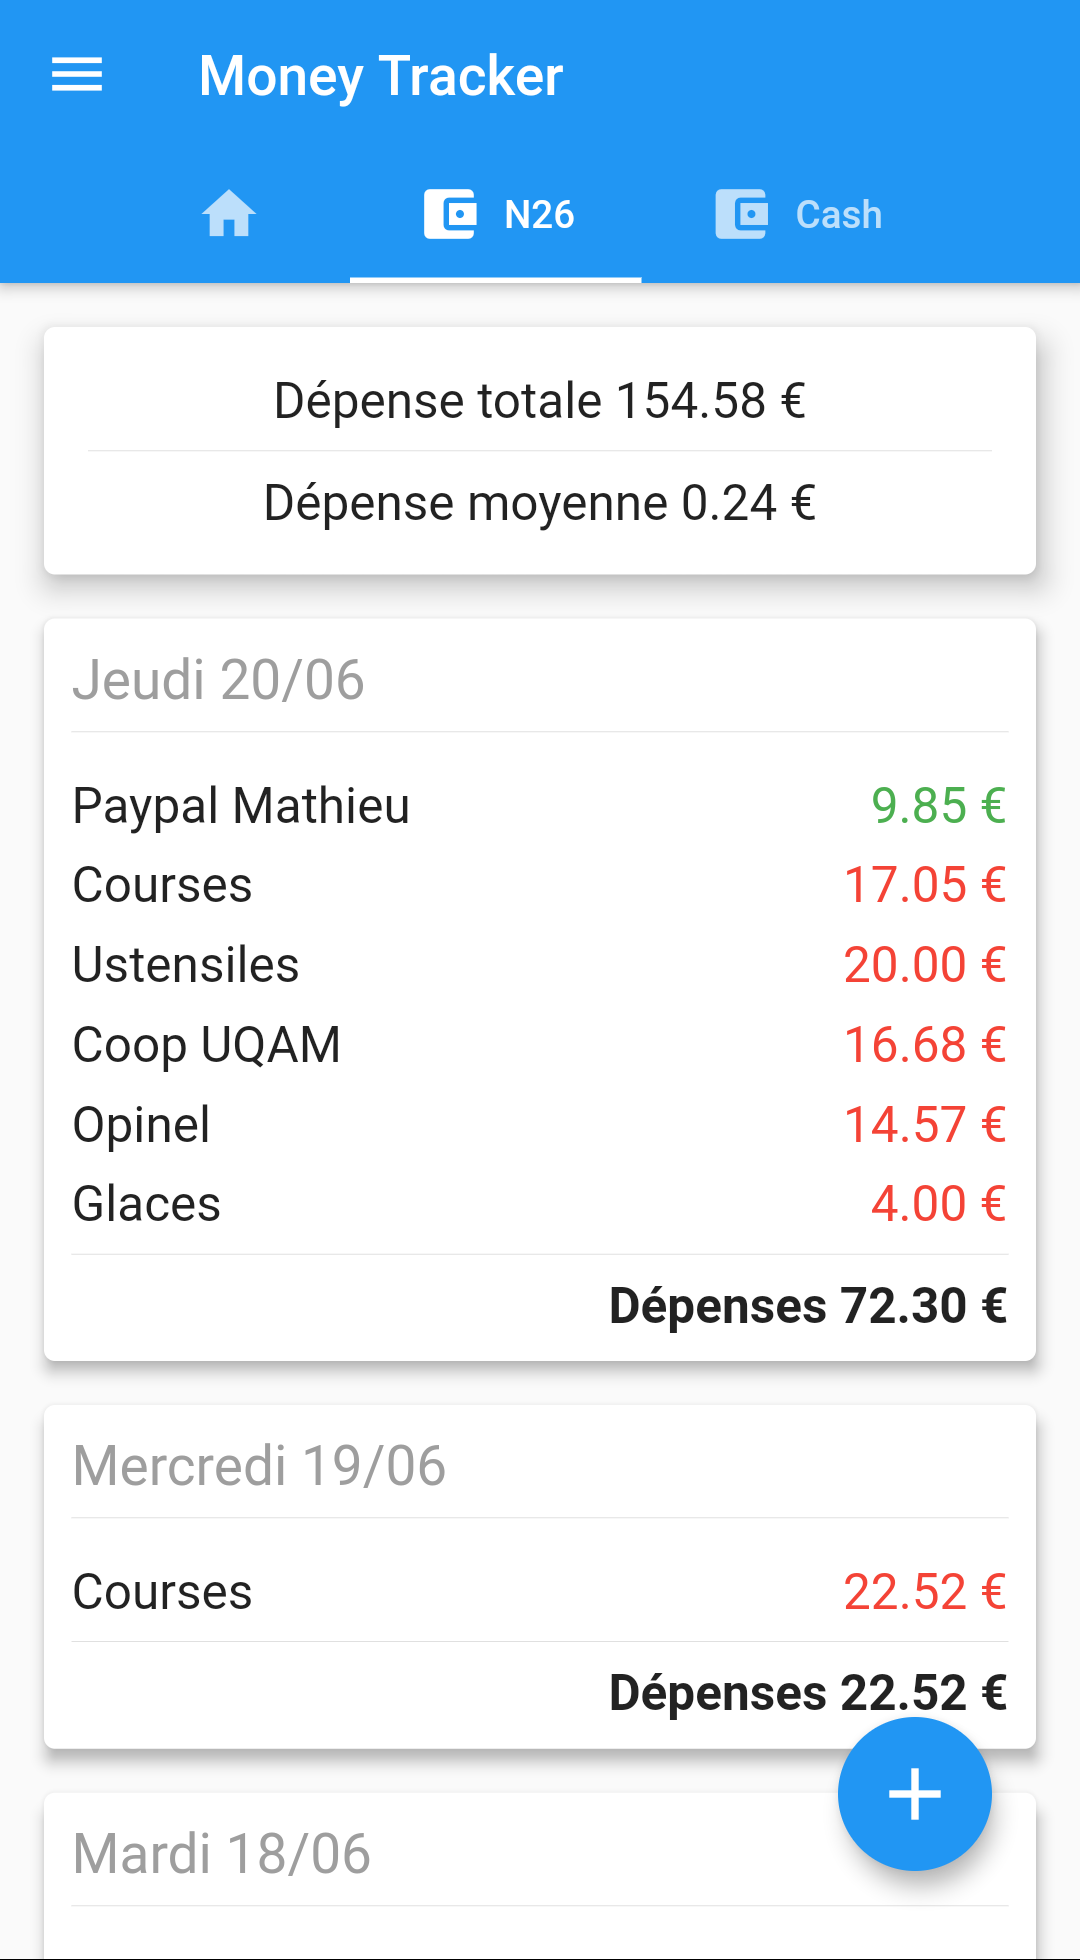 Money Tracker
N26
Cash
Dépense totale 154.58 €
Dépense moyenne 0.24 €
Jeudi 20/06
Paypal Mathieu 9.85 €
Courses 17.05 €
Ustensiles 20.00 €
Coop UQAM 16.68 €
Opinel 14.57 €
Glaces 4.00 €
Dépenses 72.30 €
Mercredi 19/06
Courses 22.52 €
Dépenses 22.52 €
Mardi 18/06